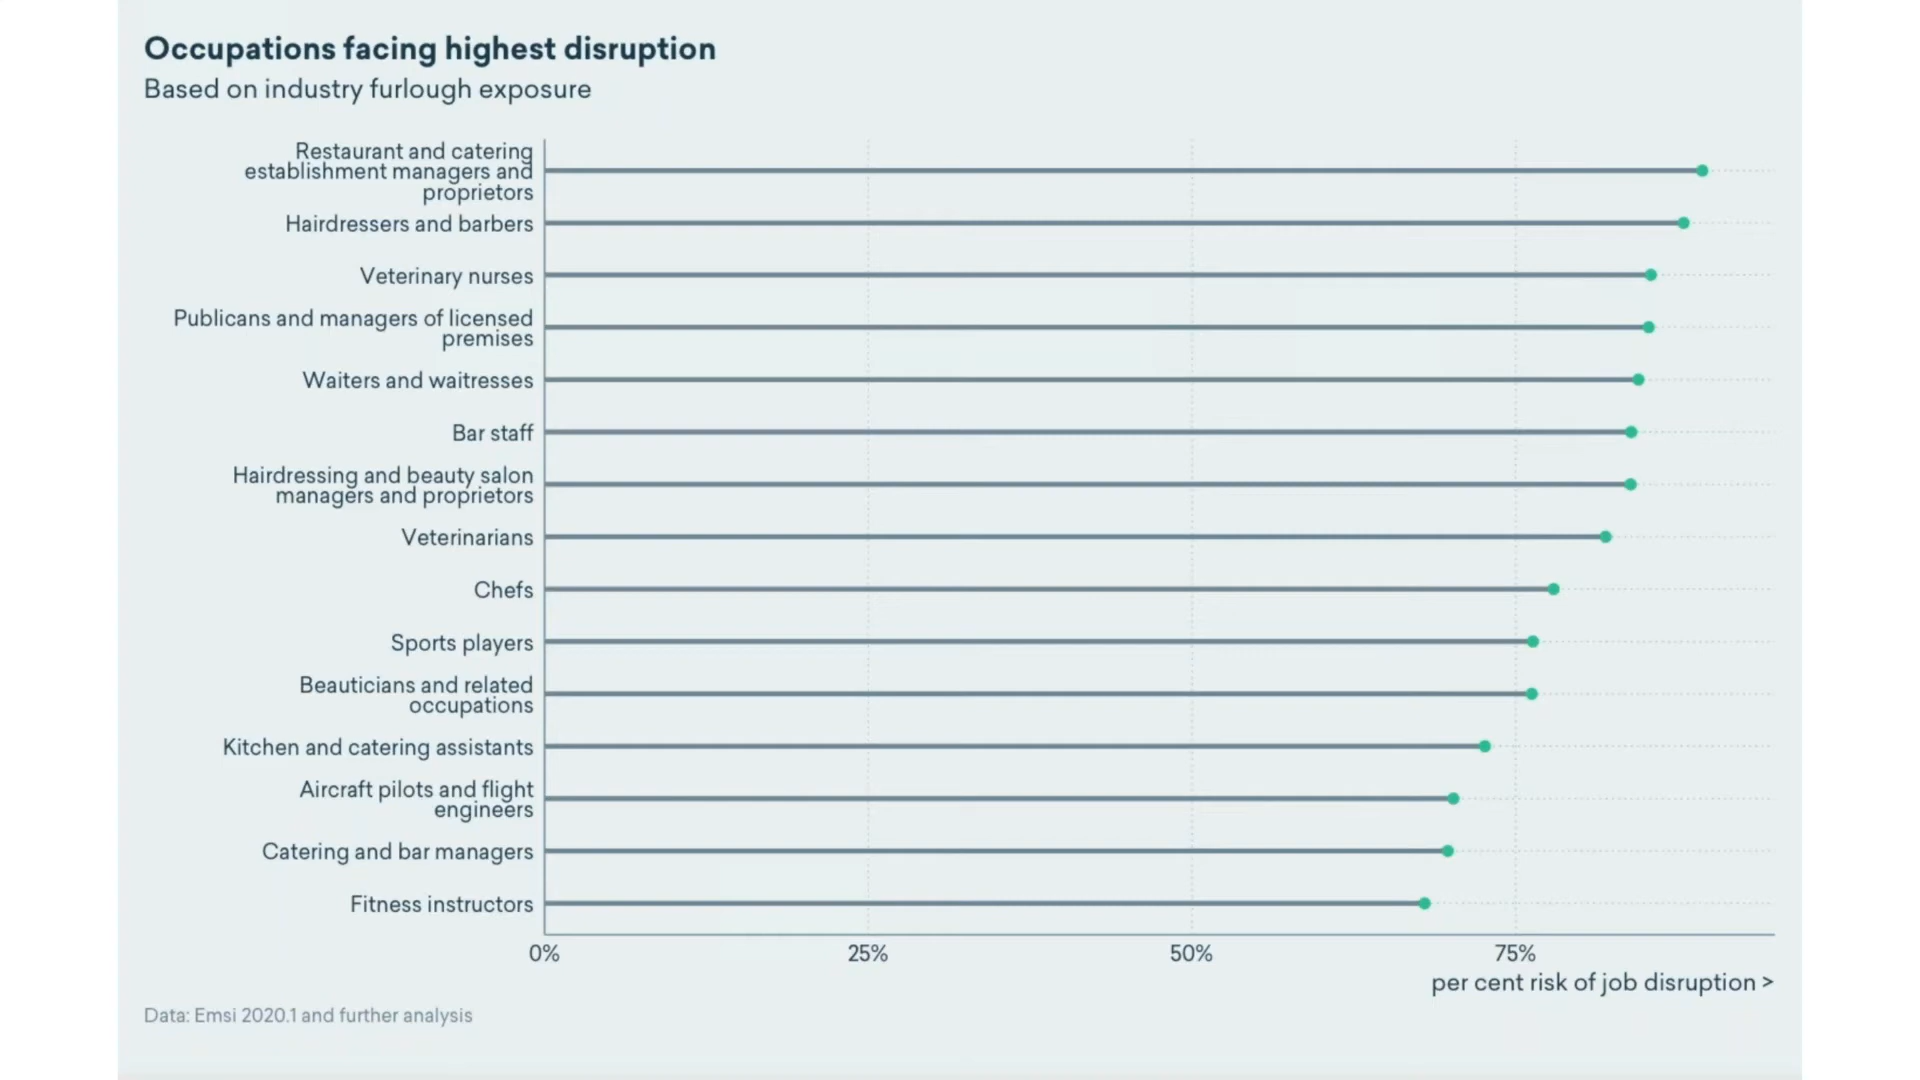 Occupations facing highest disruption
Based on industry furlough exposure
Restaurant and catering
establishment managers and
proprietors
Hairdressers and barbers
Veterinary nurses
Publicans and managers of licensed
premises
Waiters and waitresses
Bar staff
Hairdressing and beauty salon
managers and proprietors
Veterinarians
Chefs
Sports players
Beauticians and related
occupations
Kitchen and catering assistants
Aircraft pilots and flight
engineers
Catering and bar managers
Fitness instructors
0% 25% 50% 75%
per cent risk of job disruption >
Data: Emsi 2020.1 and further analysis